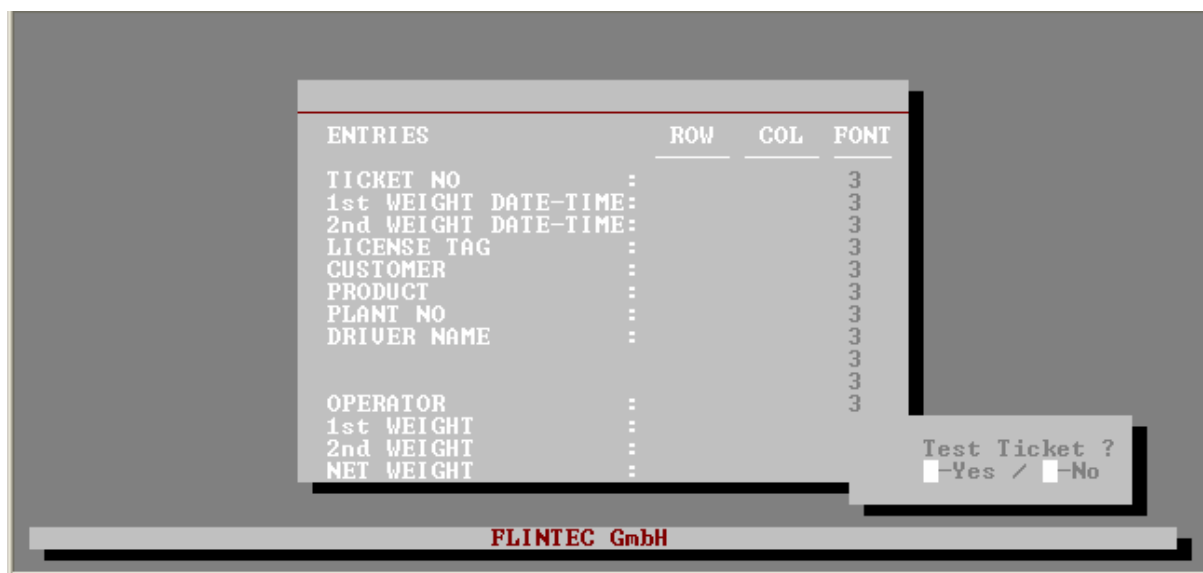 ENTRIES ROW COL FONT
TICKET NO : 3
1st WEIGHT DATE-TIME: 3
2nd WEIGHT DATE-TIME: 3
LICENSE TAG : 3
CUSTOMER : 3
PRODUCT : 3
PLANT NO : 3
DRIVER NAME : 3
3
3
OPERATOR : 3
1st WEIGHT :
2nd WEIGHT :
NET WEIGHT :
Test Ticket ?
-Yes / -No
FLINTEC GmbH